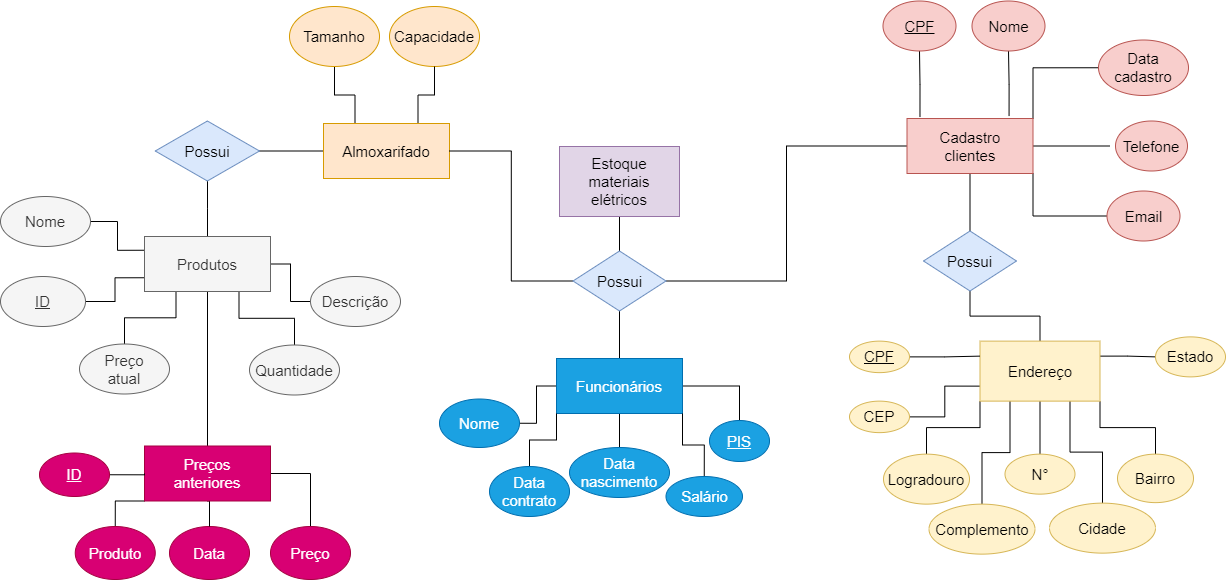 Tamanho
Capacidade
CPF
Nome
Data
cadastro
Possui
Almoxarifado
Estoque
materiais
elétricos
Cadastro
clientes
Telefone
Nome
Email
Produtos
Possui
Possui
ID
Descrição
Preço
atual
Quantidade
CPF
Endereço
Estado
Funcionários
Nome
PIS
CEP
Preços
anteriores
ID
Data
contrato
Data
nascimento
Salário
Logradouro
N°
Bairro
Complemento
Cidade
Produto
Data
Preço